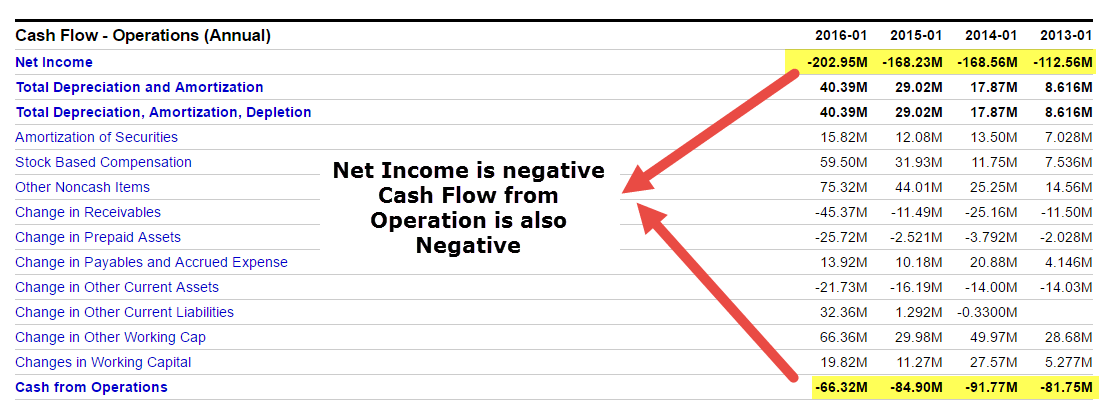 Cash Flow - Operations (Annual) 2016-01 2015-01 2014-01 2013-01
Net Income -202.95M -168.23M -168.56M -112.56M
Total Depreciation and Amortization 40.39M 29.02M 17.87M 8.616M
Total Depreciation, Amortization, Depletion 40.39M 29.02M 17.87M 8.616M
Amortization of Securities 15.82M 12.08M 13.50M 7.028M
Stock Based Compensation 59.50M 31.93M 11.75M 7.536M
Other Noncash Items 75.32M 44.01M 25.25M 14.56M
Change in Receivables -45.37M -11.49M -25.16M -11.50M
Change in Prepaid Assets -25.72M -2.521M -3.792M -2.028M
Change in Payables and Accrued Expense 13.92M 10.18M 20.88M 4.146M
Change in Other Current Assets -21.73M -16.19M -14.00M -14.03M
Change in Other Current Liabilities 32.36M 1.292M -0.3300M
Change in Other Working Cap 66.36M 29.98M 49.97M 28.68M
Changes in Working Capital 19.82M 11.27M 27.57M 5.277M
Cash from Operations -66.32M -84.90M -91.77M -81.75M
Net Income is negative
Cash Flow from
Operation is also
Negative